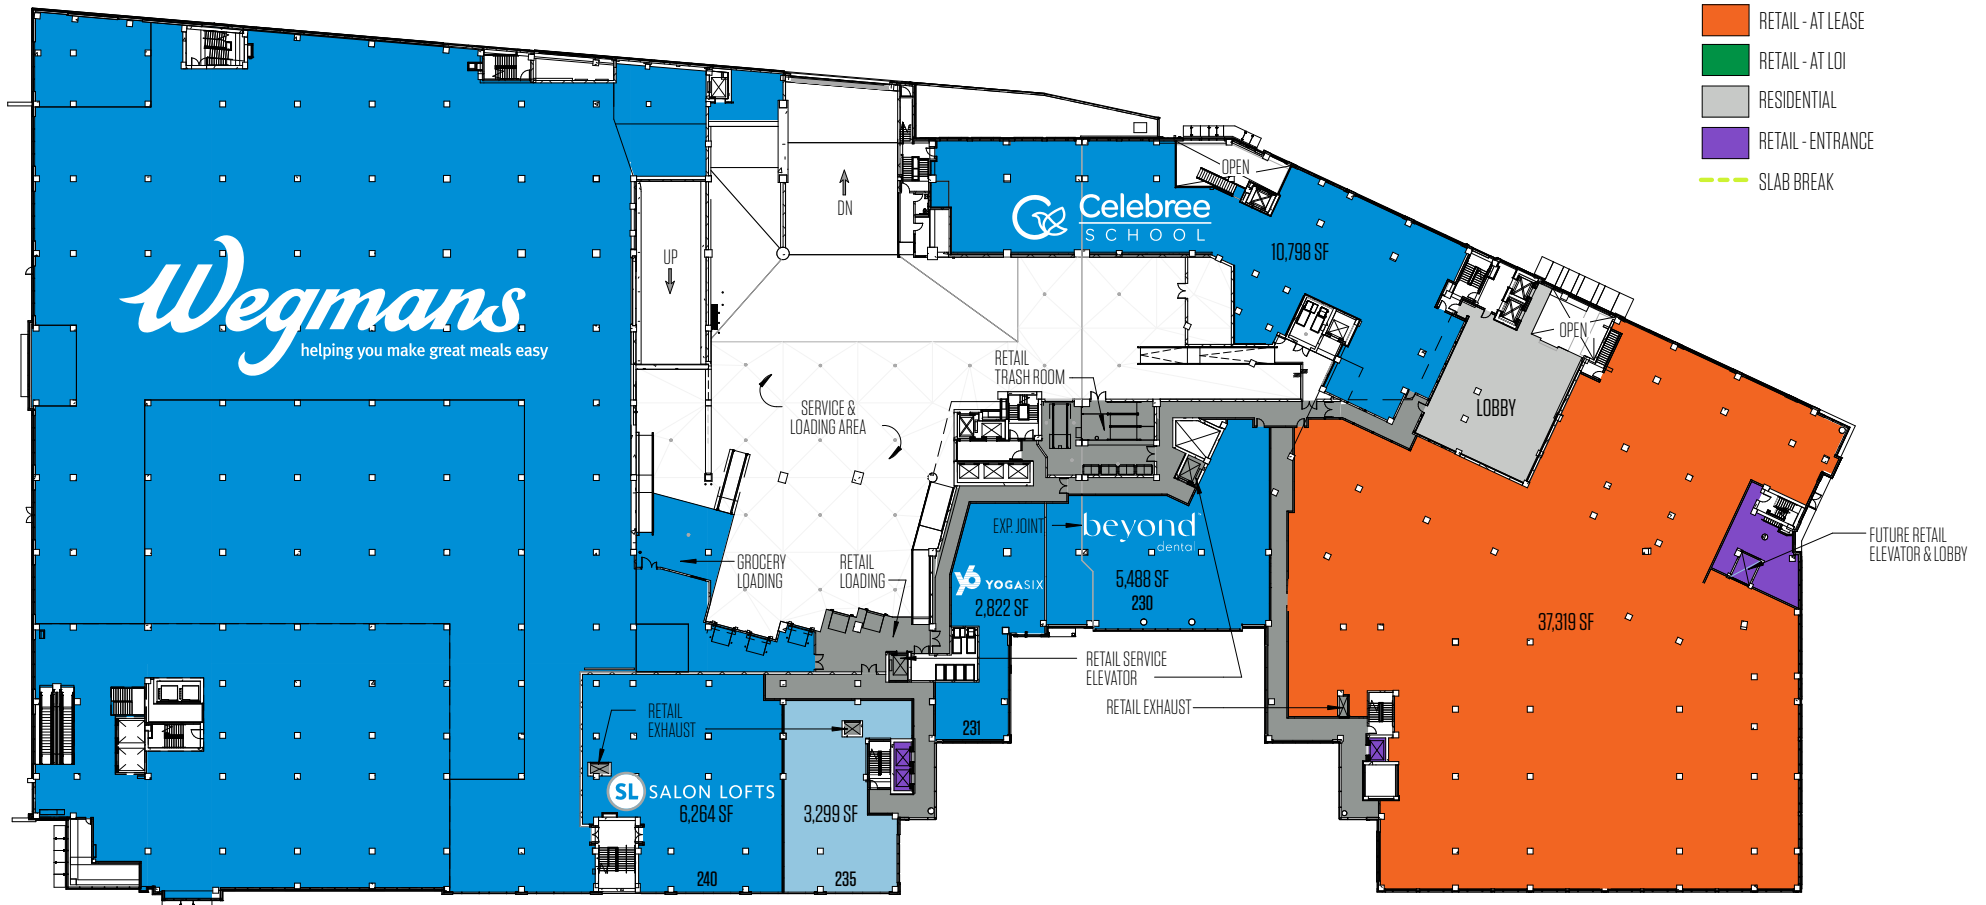 RETAIL - AT LEASE
RETAIL - AT LOI
RESIDENTIAL
RETAIL - ENTRANCE
SLAB BREAK
OPEN
DN
Celebree
SCHOOL
10,798 SF
UP
Wegmans
helping you make great meals easy
OPEN
RETAIL
TRASH ROOM
SERVICE &
LOADING AREA
LOBBY
EXP. JOINT
beyond
dental
FUTURE RETAIL
ELEVATOR & LOBBY
GROCERY
LOADING
RETAIL
LOADING
Y6 YOGASIX
2,822 SF
5,488 SF
230
37,319 SF
RETAIL SERVICE
ELEVATOR
RETAIL EXHAUST
RETAIL
EXHAUST
231
SL SALON LOFTS
6,264 SF
3,299 SF
240
235